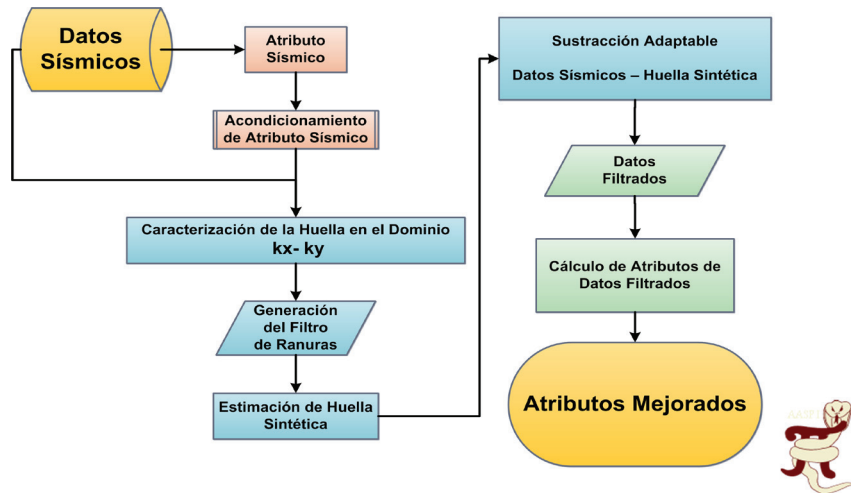 Datos
Sísmicos
Atributo
Sísmico
Acondicionamiento
de Atributo Sísmico
Caracterización de la Huella en el Dominio
kx- ky
Generación
del Filtro
de Ranuras
Estimación de Huella
Sintética
Sustracción Adaptable
Datos Sísmicos – Huella Sintética
Datos
Filtrados
Cálculo de Atributos de
Datos Filtrados
Atributos Mejorados